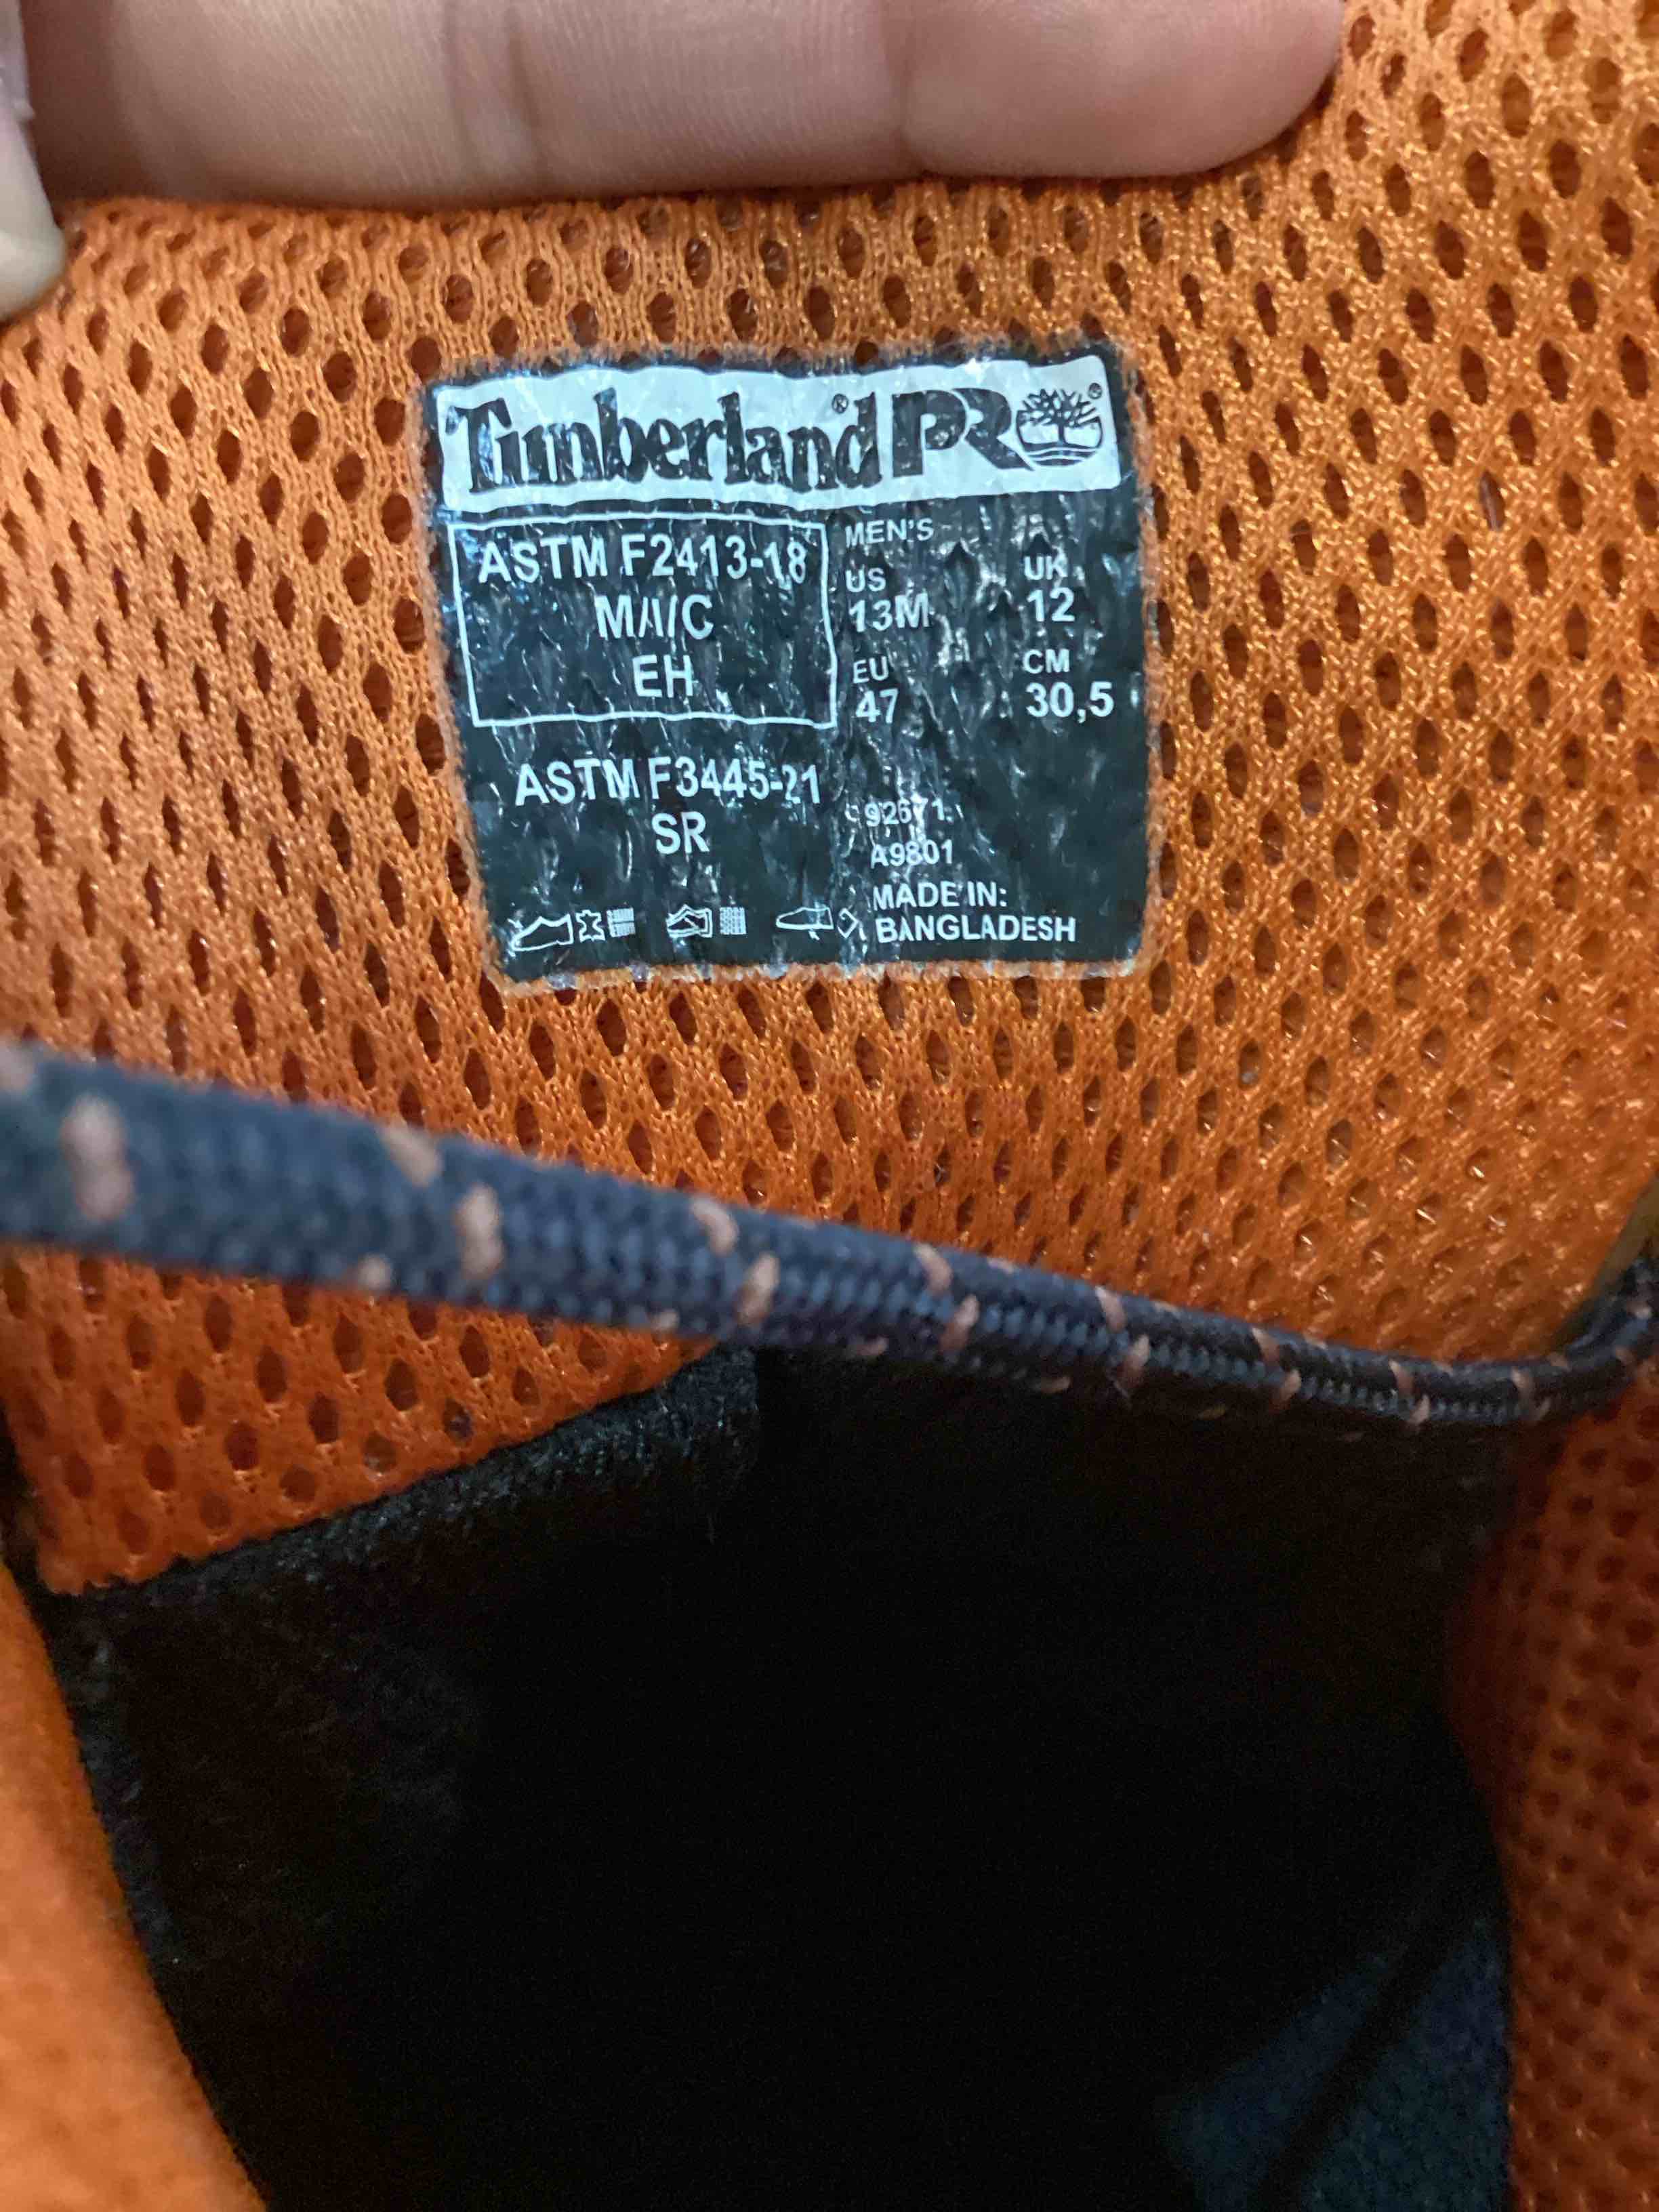 Timberland® PRO®
ASTM F2413-18
M/I/C
EH
ASTM F3445-21
SR
MEN'S
US
13M
UK
12
EU
47
CM
30,5
A9801
MADE IN:
BANGLADESH